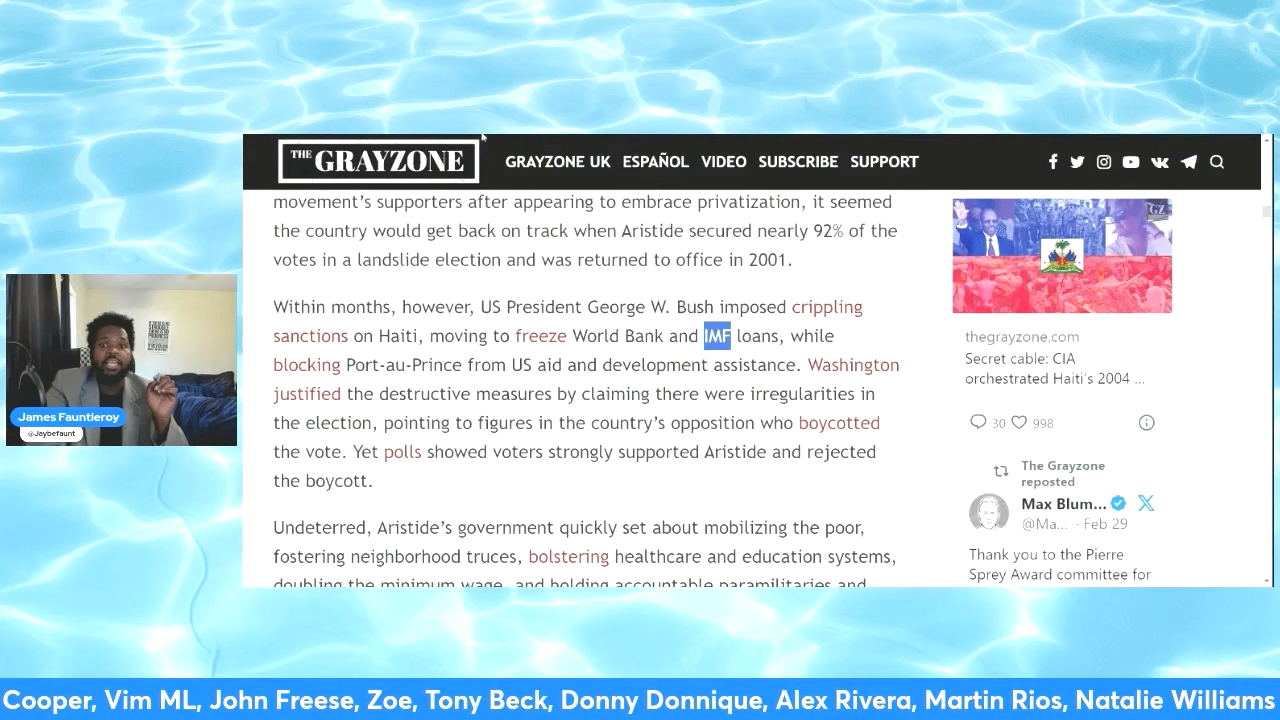 THE GRAYZONE
GRAYZONE UK ESPAÑOL VIDEO SUBSCRIBE SUPPORT
movement’s supporters after appearing to embrace privatization, it seemed
the country would get back on track when Aristide secured nearly 92% of the
votes in a landslide election and was returned to office in 2001.
Within months, however, US President George W. Bush imposed crippling
sanctions on Haiti, moving to freeze World Bank and IMF loans, while
blocking Port-au-Prince from US aid and development assistance. Washington
justified the destructive measures by claiming there were irregularities in
the election, pointing to figures in the country’s opposition who boycotted
the vote. Yet polls showed voters strongly supported Aristide and rejected
the boycott.
Undeterred, Aristide’s government quickly set about mobilizing the poor,
fostering neighborhood truces, bolstering healthcare and education systems,
doubling the minimum wage, and holding accountable paramilitaries and
thegrayzone.com
Secret cable: CIA
orchestrated Haiti’s 2004 ...
30 998
The Grayzone
reposted
Max Blum...
@Ma... · Feb 29
Thank you to the Pierre
Sprey Award committee for
James Fauntleroy
@Jaybefaunt
Cooper, Vim ML, John Freese, Zoe, Tony Beck, Donny Donnique, Alex Rivera, Martin Rios, Natalie Williams